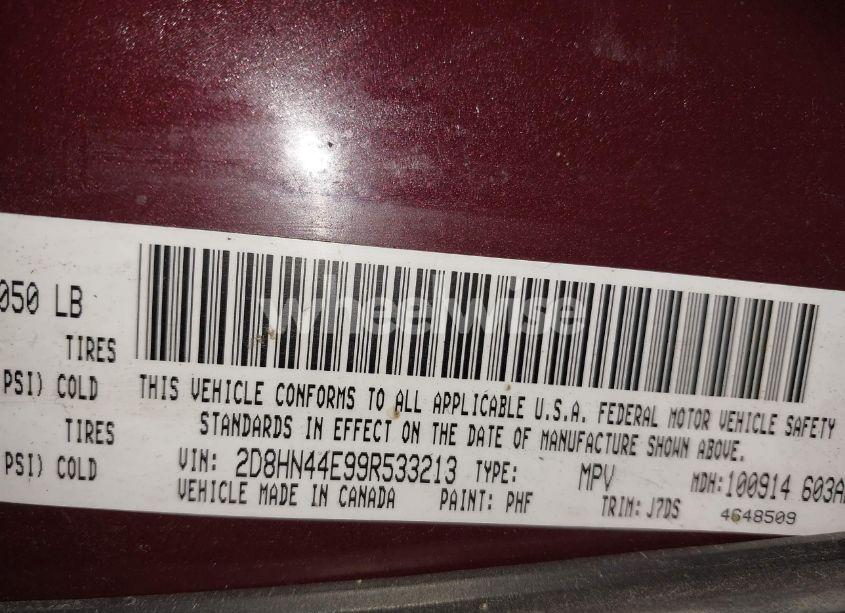 050 LB
TIRES
PSI) COLD
TIRES
PSI) COLD
wheelwise
THIS VEHICLE CONFORMS TO ALL APPLICABLE U.S.A. FEDERAL MOTOR VEHICLE SAFETY
STANDARDS IN EFFECT ON THE DATE OF MANUFACTURE SHOWN ABOVE.
VIN: 2D8HN44E99R533213 TYPE: MPV MDH:100914 603A
VEHICLE MADE IN CANADA PAINT: PHF TRIM: J7DS 4648509